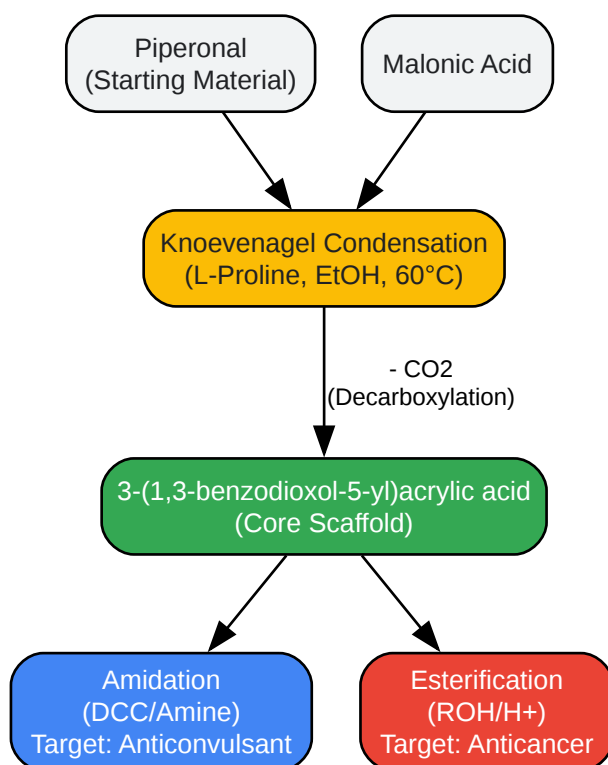 Piperonal
(Starting Material)
Malonic Acid
Knoevenagel Condensation
(L-Proline, EtOH, 60°C)
- CO2
(Decarboxylation)
3-(1,3-benzodioxol-5-yl)acrylic acid
(Core Scaffold)
Amidation
(DCC/Amine)
Target: Anticonvulsant
Esterification
(ROH/H+)
Target: Anticancer